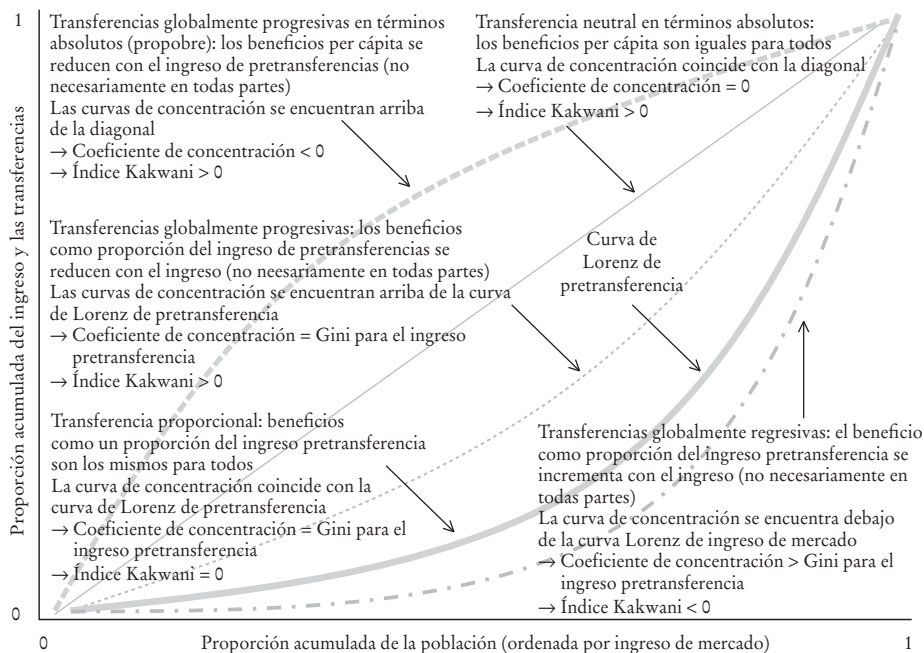 1
Proporción acumulada del ingreso y las transferencias
Transferencias globalmente progresivas en términos
absolutos (propobre): los beneficios per cápita se
reducen con el ingreso de pretransferencias (no
necesariamente en todas partes)
Las curvas de concentración se encuentran arriba
de la diagonal
→ Coeficiente de concentración < 0
→ Índice Kakwani > 0
Transferencia neutral en términos absolutos:
los beneficios per cápita son iguales para todos
La curva de concentración coincide con la diagonal
→ Coeficiente de concentración = 0
→ Índice Kakwani > 0
Transferencias globalmente progresivas: los beneficios
como proporción del ingreso de pretransferencias se
reducen con el ingreso (no neesariamente en todas partes)
Las curvas de concentración se encuentran arriba de la curva
de Lorenz de pretransferencia
→ Coeficiente de concentración = Gini para el ingreso
pretransferencia
→ Índice Kakwani > 0
Curva de
Lorenz de
pretransferencia
Transferencia proporcional: beneficios
como un proporción del ingreso pretransferencia
son los mismos para todos
La curva de concentración coincide con la
curva de Lorenz de pretransferencia
→ Coeficiente de concentración = Gini para el
ingreso pretransferencia
→ Índice Kakwani = 0
Transferencias globalmente regresivas: el beneficio
como proporción del ingreso pretransferencia se
incrementa con el ingreso (no necesariamente en
todas partes)
La curva de concentración se encuentra debajo
de la curva Lorenz de ingreso de mercado
→ Coeficiente de concentración > Gini para el
ingreso pretransferencia
→ Índice Kakwani < 0
0
0
Proporción acumulada de la población (ordenada por ingreso de mercado)
1